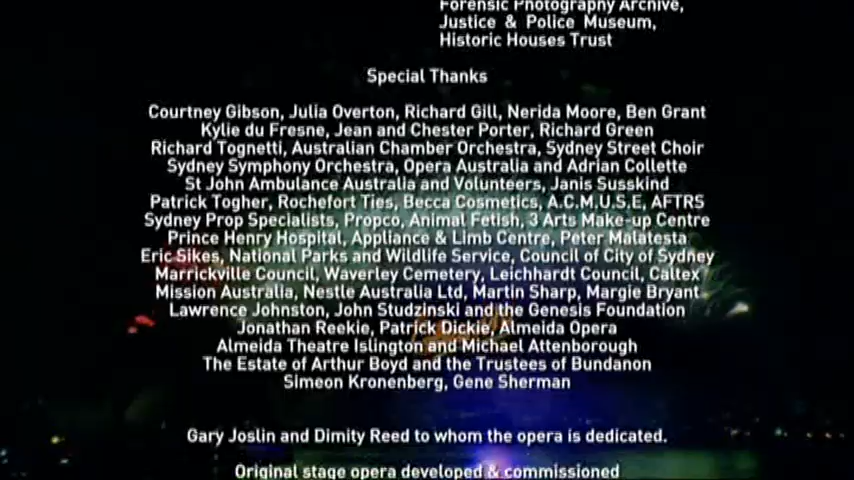 Forensic Photography Archive,
Justice & Police Museum,
Historic Houses Trust
Special Thanks
Courtney Gibson, Julia Overton, Richard Gill, Nerida Moore, Ben Grant
Kylie du Fresne, Jean and Chester Porter, Richard Green
Richard Tognetti, Australian Chamber Orchestra, Sydney Street Choir
Sydney Symphony Orchestra, Opera Australia and Adrian Collette
St John Ambulance Australia and Volunteers, Janis Susskind
Patrick Togher, Rochefort Ties, Becca Cosmetics, A.C.M.U.S.E, AFTRS
Sydney Prop Specialists, Propco, Animal Fetish, 3 Arts Make-up Centre
Prince Henry Hospital, Appliance & Limb Centre, Peter Malatesta
Eric Sikes, National Parks and Wildlife Service, Council of City of Sydney
Marrickville Council, Waverley Cemetery, Leichhardt Council, Caltex
Mission Australia, Nestle Australia Ltd, Martin Sharp, Margie Bryant
Lawrence Johnston, John Studzinski and the Genesis Foundation
Jonathan Reekie, Patrick Dickie, Almeida Opera
Almeida Theatre Islington and Michael Attenborough
The Estate of Arthur Boyd and the Trustees of Bundanon
Simeon Kronenberg, Gene Sherman
Gary Joslin and Dimity Reed to whom the opera is dedicated.
Original stage opera developed & commissioned